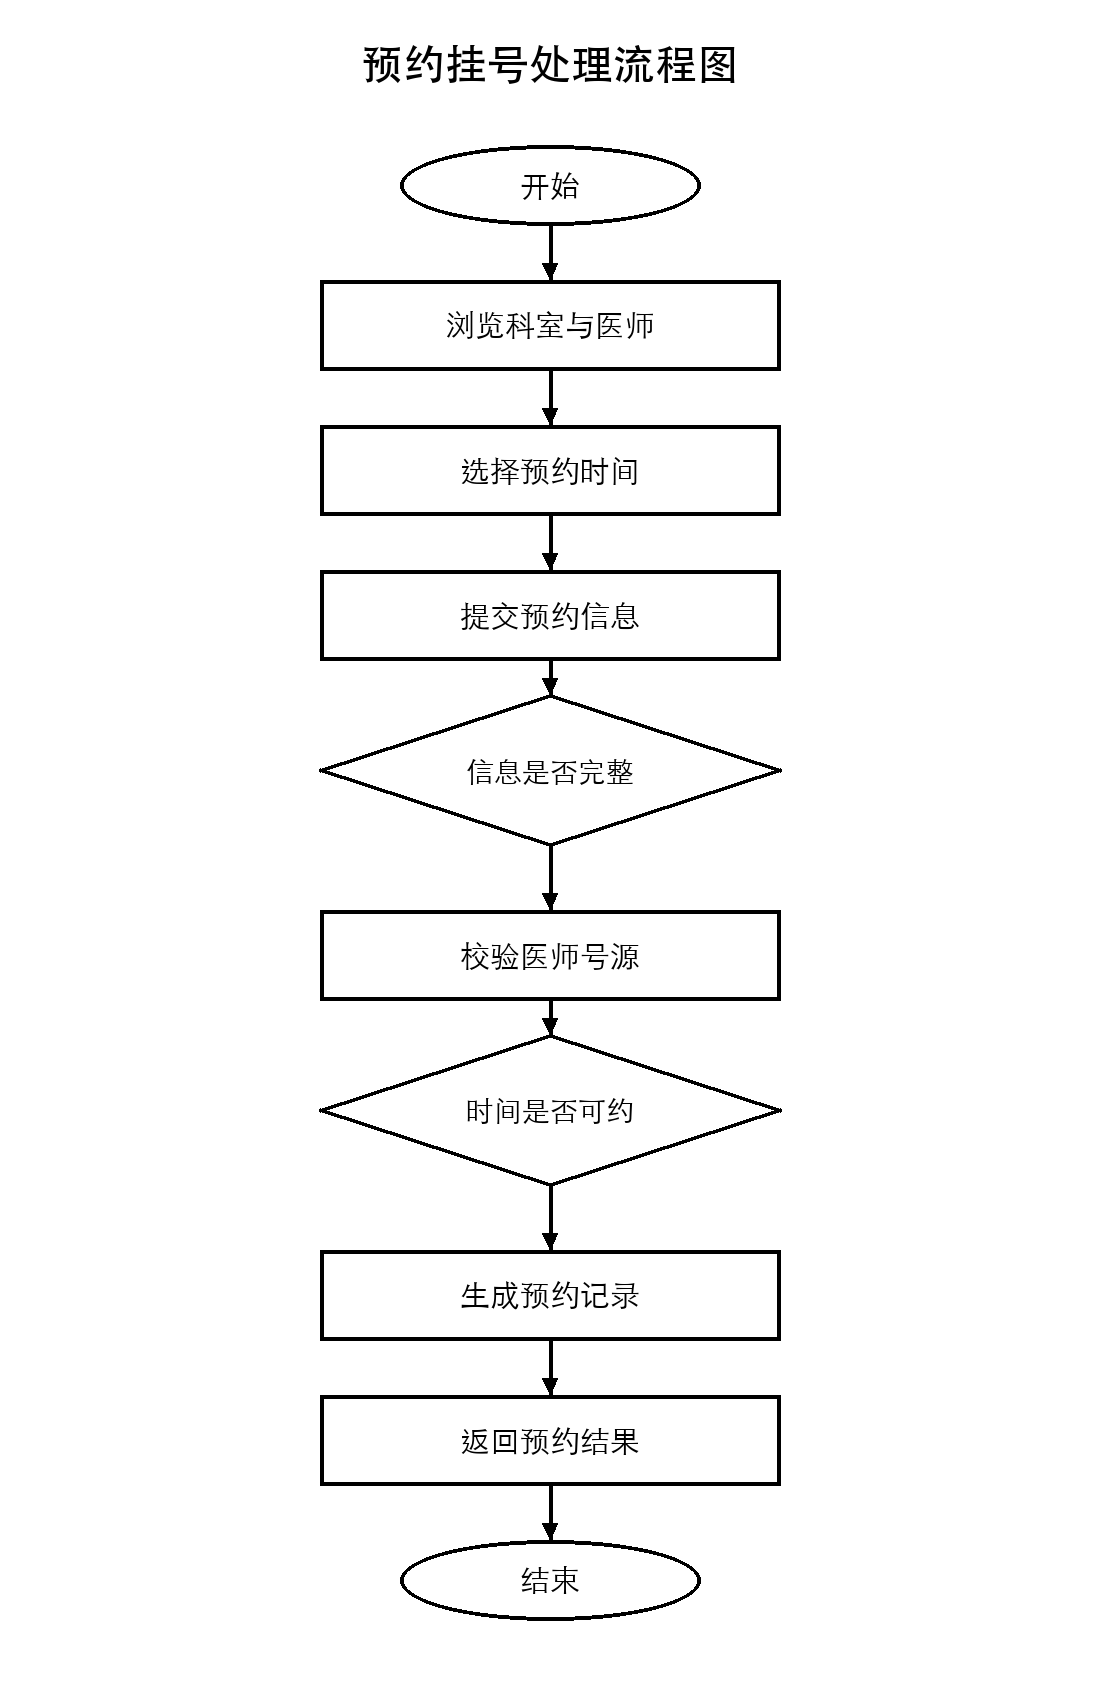 预约挂号处理流程图
开始
浏览科室与医师
选择预约时间
提交预约信息
信息是否完整
校验医师号源
时间是否可约
生成预约记录
返回预约结果
结束